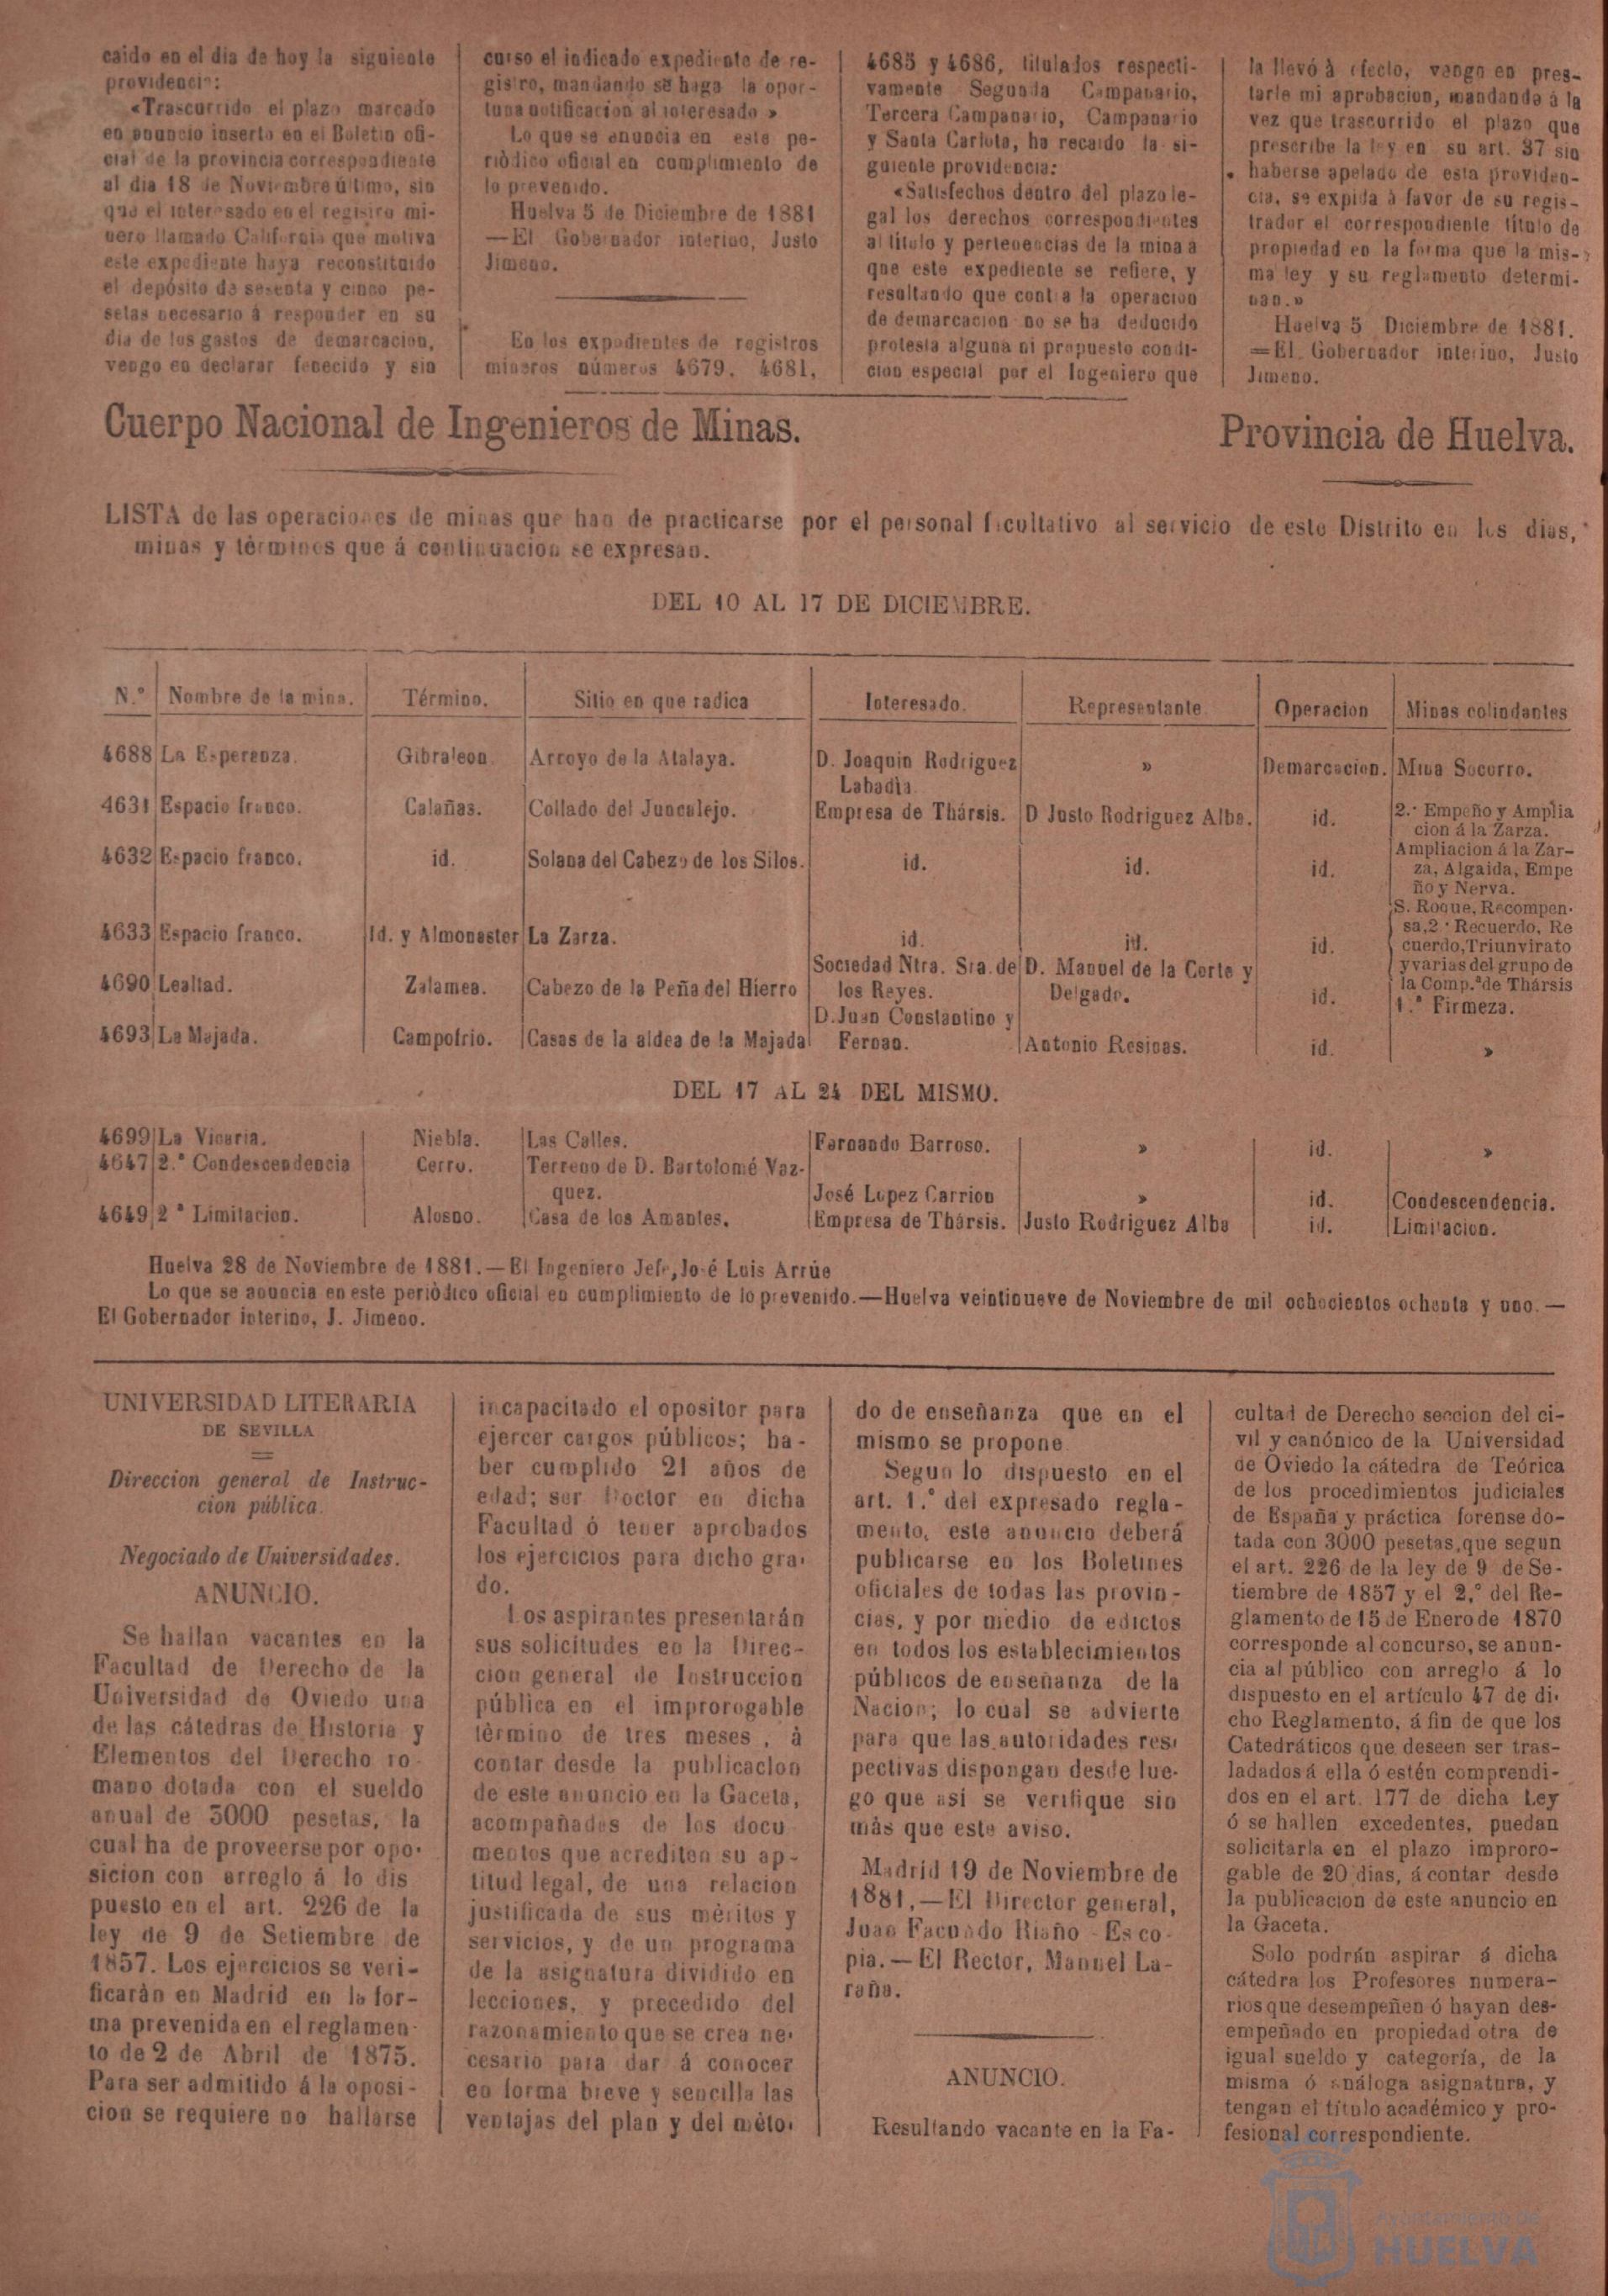 caido en el dia de hoy la siguiente
providencia:
«Trascurrido el plazo marcado
en anuncio inserto en el Boletin ofi-
cial de la provincia correspondiente
al dia 18 de Noviembre último, sin
que el interesado en el registro mi-
nero llamado California que motiva
este expediente haya reconstituido
el depósito de sesenta y cinco pe-
setas necesario á responder en su
dia de los gastos de demarcacion,
vengo en declarar fenecido y sin
curso el indicado expediente de re-
gistro, mandando se haga la opor-
tuna notificacion al interesado »
Lo que se anuncia en este pe-
riòdico oficial en cumplimiento de
lo prevenido.
Huelva 5 de Diciembre de 1881
—El Gobernador interino, Justo
Jimeno.
En los expedientes de registros
mineros números 4679, 4681,
4685 y 4686, titulados respecti-
vamente Segunda Campanario,
Tercera Campanario, Campanario
y Santa Carlota, ha recaido la si-
guiente providencia:
«Satisfechos dentro del plazo le-
gal los derechos correspondientes
al título y pertenencias de la mina á
que este expediente se refiere, y
resultando que contra la operacion
de demarcacion no se ha deducido
protesta alguna ni propuesto condi-
cion especial por el Ingeniero que
la llevó à efecto, vengo en pres-
tarle mi aprobacion, mandando á la
vez que trascurrido el plazo que
prescribe la ley en su art. 37 sin
haberse apelado de esta providen-
cia, se expida à favor de su regis-
trador el correspondiente título de
propiedad en la forma que la mis-
ma ley y su reglamento determi-
nan.»
Huelva 5 Diciembre de 1881.
—El Gobernador interino, Justo
Jimeno.
Cuerpo Nacional de Ingenieros de Minas. Provincia de Huelva.
LISTA de las operaciones de minas que han de practicarse por el personal facultativo al servicio de este Distrito en los dias,
minas y tèrminos que á continuacion se expresan.
DEL 10 AL 17 DE DICIEMBRE.
N.º Nombre de la mina. Término. Sitio en que radica Interesado. Representante. Operacion Minas colindantes
4688 La Esperanza. Gibraleon. Arroyo de la Atalaya. D. Joaquin Rodriguez Labadía. » Demarcacion. Mina Socorro.
4631 Espacio franco. Calañas. Collado del Juncalejo. Empresa de Thársis. D Justo Rodriguez Alba. id. 2.ª Empeño y Amplia
cion á la Zarza.
4632 Espacio franco. id. Solana del Cabezo de los Silos. id. id. id. Ampliacion á la Zar-
za, Algaida, Empe
ño y Nerva.
4633 Espacio franco. Id. y Almonaster La Zarza. id. id. id. S. Roque, Recompen-
sa, 2.ª Recuerdo, Re
cuerdo, Triunvirato
y varias del grupo de
la Comp.ª de Thársis
4690 Lealtad. Zalamea. Cabezo de la Peña del Hierro Sociedad Ntra. Sra. de los Reyes. D. Manuel de la Corte y Delgado. id. 1.ª Firmeza.
4693 La Majada. Campofrio. Casas de la aldea de la Majada D. Juan Constantino y Fernan. Antonio Resinas. id. »
DEL 17 AL 24 DEL MISMO.
4699 La Vicaria. Niebla. Las Calles. Fernando Barroso. » id. »
4647 2.ª Condescendencia Cerro. Terreno de D. Bartolomé Vaz-
quez. José Lopez Carrion » id. Condescendencia.
4649 2 ª Limitacion. Alosno. Casa de los Amantes. Empresa de Thársis. Justo Rodriguez Alba id. Limitacion.
Huelva 28 de Noviembre de 1881.—El Ingeniero Jefe, José Luis Arrúe
Lo que se anuncia en este periòdico oficial en cumplimiento de lo prevenido.—Huelva veintinueve de Noviembre de mil ochocientos ochenta y uno.—
El Gobernador interino, J. Jimeno.
UNIVERSIDAD LITERARIA
DE SEVILLA
Direccion general de Instruc-
cion pública.
Negociado de Universidades.
ANUNCIO.
Se hallan vacantes en la
Facultad de Derecho de la
Universidad de Oviedo una
de las cátedras de Historia y
Elementos del Derecho ro-
mano dotada con el sueldo
anual de 3000 pesetas, la
cual ha de proveerse por opo-
sicion con arreglo á lo dis
puesto en el art. 226 de la
ley de 9 de Setiembre de
1857. Los ejercicios se veri-
ficaràn en Madrid en la for-
ma prevenida en el reglamen-
to de 2 de Abril de 1875.
Para ser admitido á la oposi-
cion se requiere no hallarse
incapacitado el opositor para
ejercer cargos públicos; ha-
ber cumplido 21 años de
edad; ser Doctor en dicha
Facultad ó tener aprobados
los ejercicios para dicho gra-
do.
Los aspirantes presentarán
sus solicitudes en la Direc-
cion general de Instruccion
pública en el improrogable
tèrmino de tres meses, à
contar desde la publicacion
de este anuncio en la Gaceta,
acompañadas de los docu
mentos que acrediten su ap-
titud legal, de una relacion
justificada de sus mèritos y
servicios, y de un programa
de la asignatura dividido en
lecciones, y precedido del
razonamiento que se crea ne-
cesario para dar á conocer
en forma breve y sencilla las
ventajas del plan y del mèto-
do de enseñanza que en el
mismo se propone.
Segun lo dispuesto en el
art. 1.º del expresado regla-
mento, este anuncio deberá
publicarse en los Boletines
oficiales de todas las provin-
cias, y por medio de edictos
en todos los establecimientos
públicos de enseñanza de la
Nacion; lo cual se advierte
para que las autoridades res-
pectivas dispongan desde lue-
go que así se verifique sin
màs que este aviso.
Madrid 19 de Noviembre de
1881,—El Director general,
Juan Facundo Riaño - Es co-
pia.—El Rector, Manuel La-
raña.
ANUNCIO.
Resultando vacante en la Fa-
cultad de Derecho seccion del ci-
vil y canónico de la Universidad
de Oviedo la cátedra de Teórica
de los procedimientos judiciales
de España y práctica forense do-
tada con 3000 pesetas, que segun
el art. 226 de la ley de 9 de Se-
tiembre de 1857 y el 2,º del Re-
glamento de 15 de Enero de 1870
corresponde al concurso, se anun-
cia al público con arreglo á lo
dispuesto en el artículo 47 de di-
cho Reglamento, á fin de que los
Catedráticos que deseen ser tras-
ladados á ella ó estén comprendi-
dos en el art. 177 de dicha Ley
ó se hallen excedentes, puedan
solicitarla en el plazo improro-
gable de 20 dias, á contar desde
la publicacion de este anuncio en
la Gaceta.
Solo podrán aspirar á dicha
cátedra los Profesores numera-
rios que desempeñen ó hayan des-
empeñado en propiedad otra de
igual sueldo y categoría, de la
misma ó análoga asignatura, y
tengan el título académico y pro-
fesional correspondiente.
Ayuntamiento de
HUELVA